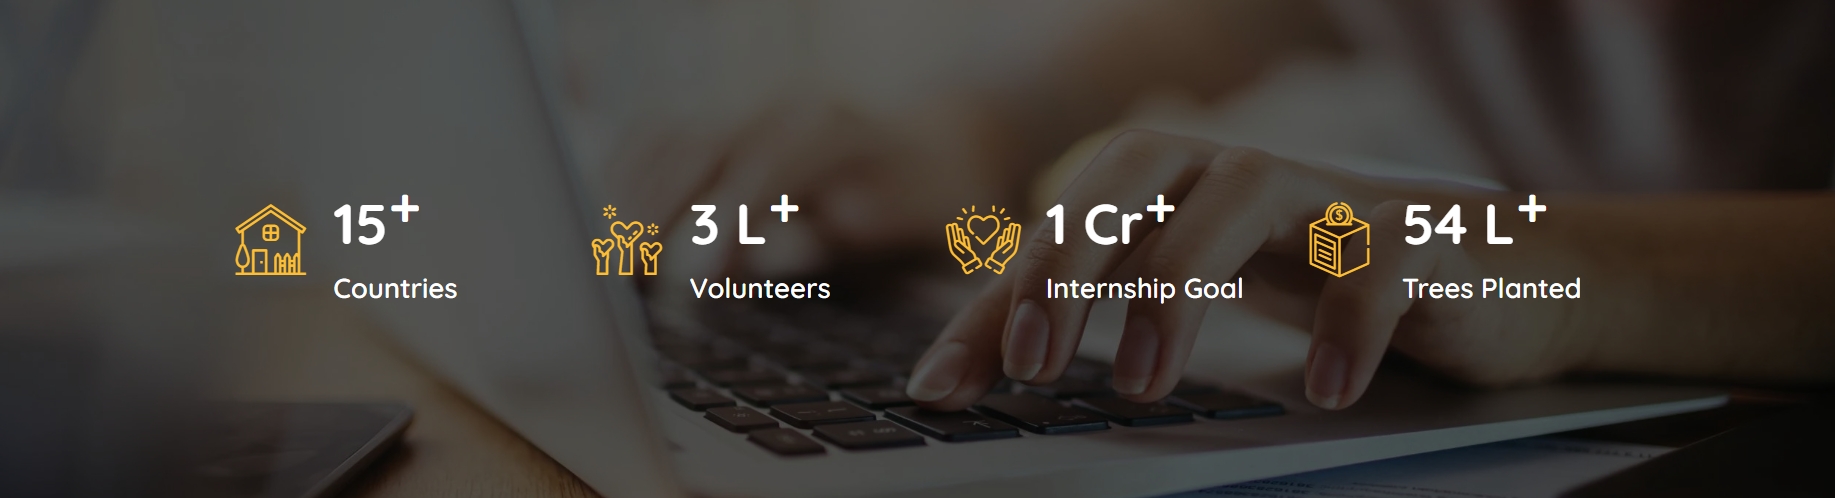 15+
Countries
3 L+
Volunteers
1 Cr+
Internship Goal
54 L+
Trees Planted